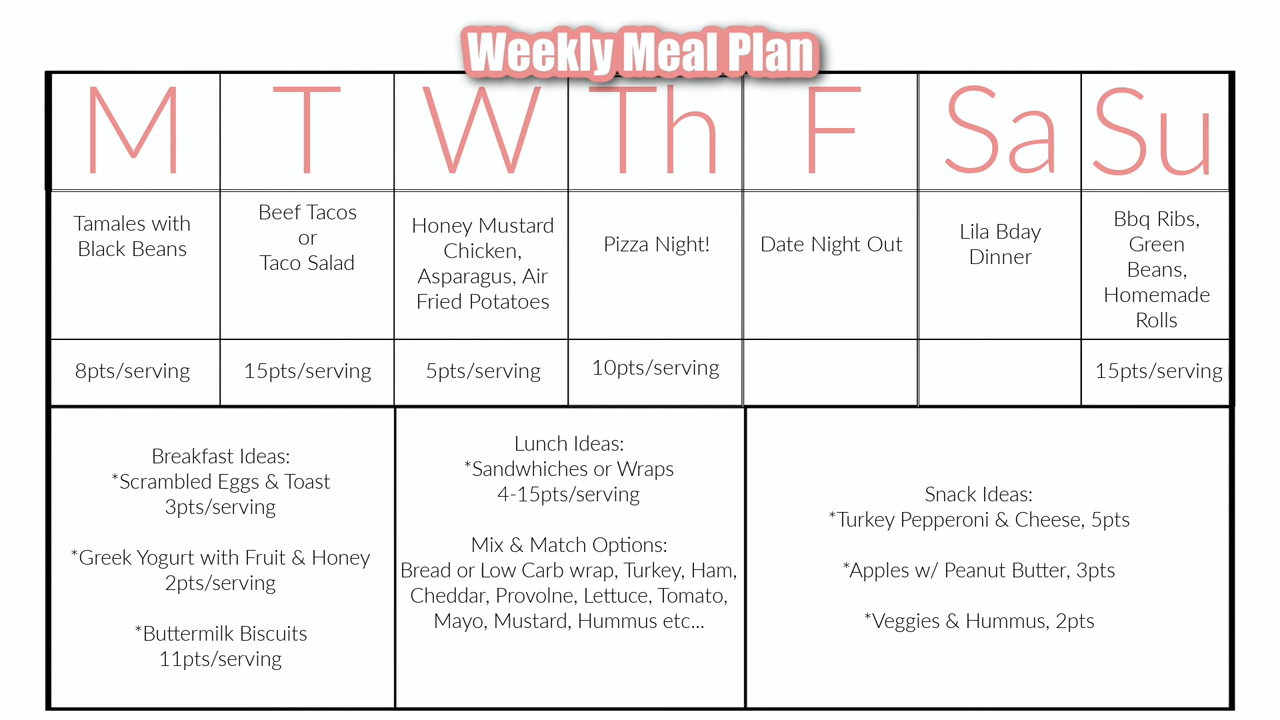 Weekly Meal Plan
M
T
W
Th
F
Sa
Su
Tamales with
Black Beans
Beef Tacos
or
Taco Salad
Honey Mustard
Chicken,
Asparagus, Air
Fried Potatoes
Pizza Night!
Date Night Out
Lila Bday
Dinner
Bbq Ribs,
Green
Beans,
Homemade
Rolls
8pts/serving
15pts/serving
5pts/serving
10pts/serving
15pts/serving
Breakfast Ideas:
*Scrambled Eggs & Toast
3pts/serving
*Greek Yogurt with Fruit & Honey
2pts/serving
*Buttermilk Biscuits
11pts/serving
Lunch Ideas:
*Sandwhiches or Wraps
4-15pts/serving
Mix & Match Options:
Bread or Low Carb wrap, Turkey, Ham,
Cheddar, Provolne, Lettuce, Tomato,
Mayo, Mustard, Hummus etc...
Snack Ideas:
*Turkey Pepperoni & Cheese, 5pts
*Apples w/ Peanut Butter, 3pts
*Veggies & Hummus, 2pts